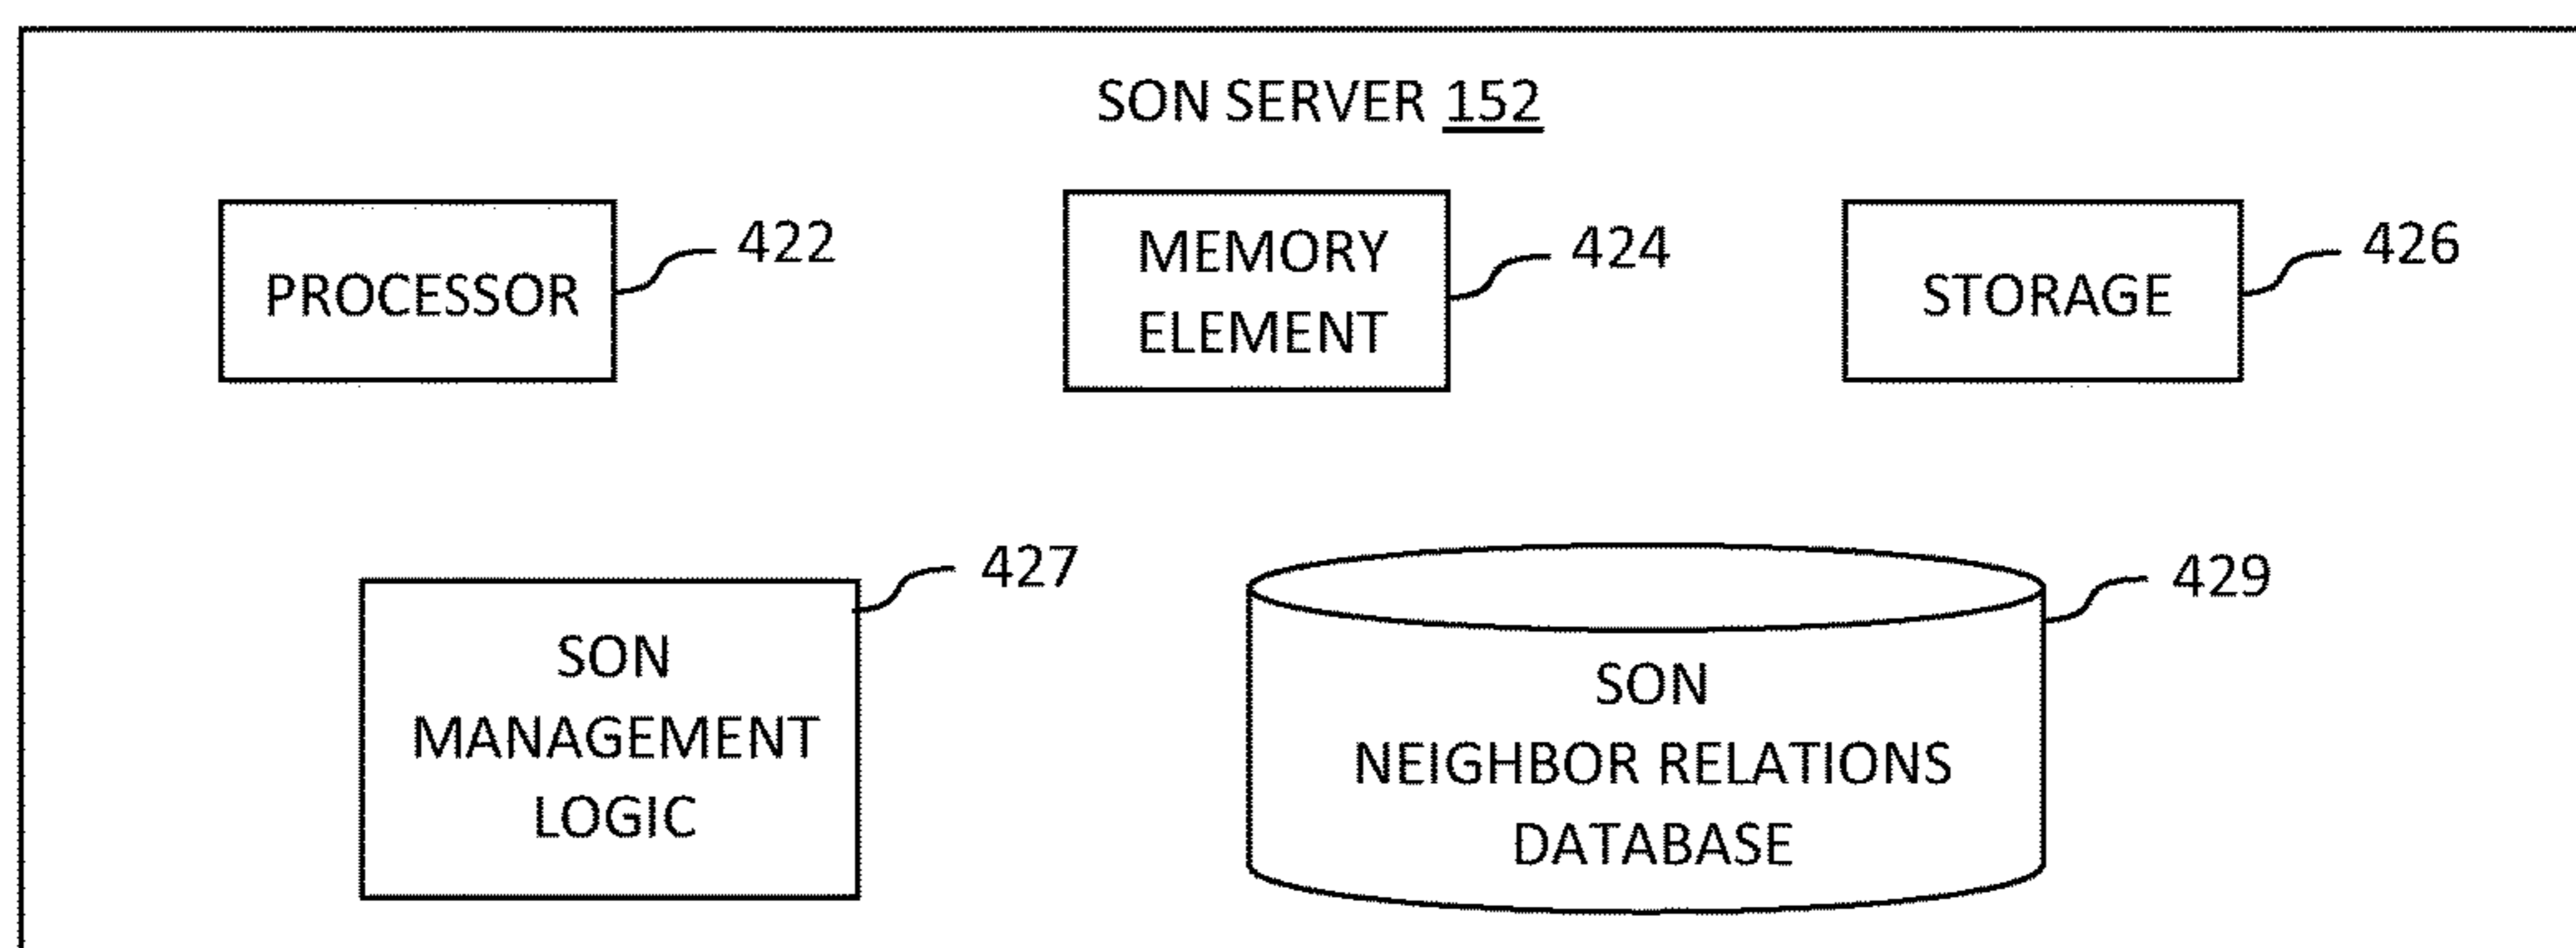 SON SERVER 152
PROCESSOR
422
MEMORY
ELEMENT
424
STORAGE
426
SON
MANAGEMENT
LOGIC
427
SON
NEIGHBOR RELATIONS
DATABASE
429